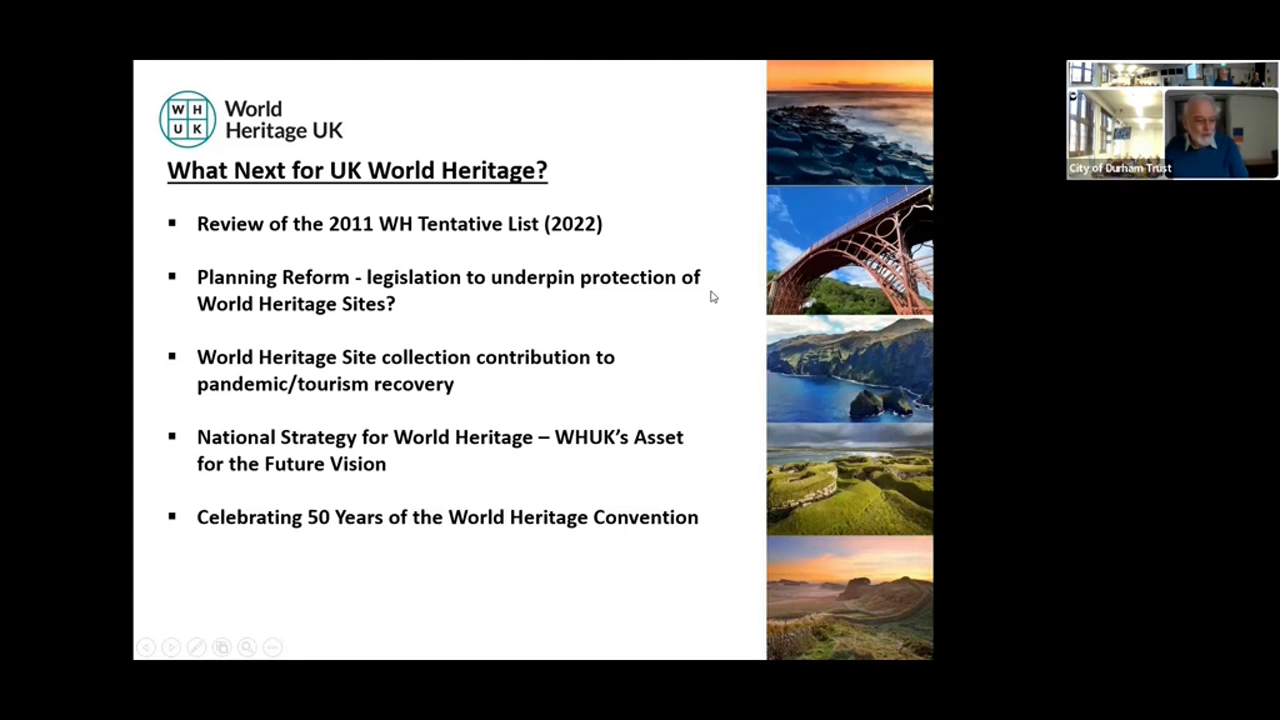 W H
U K
World
Heritage UK
What Next for UK World Heritage?
▪ Review of the 2011 WH Tentative List (2022)
▪ Planning Reform - legislation to underpin protection of
World Heritage Sites?
▪ World Heritage Site collection contribution to
pandemic/tourism recovery
▪ National Strategy for World Heritage – WHUK’s Asset
for the Future Vision
▪ Celebrating 50 Years of the World Heritage Convention
City of Durham Trust